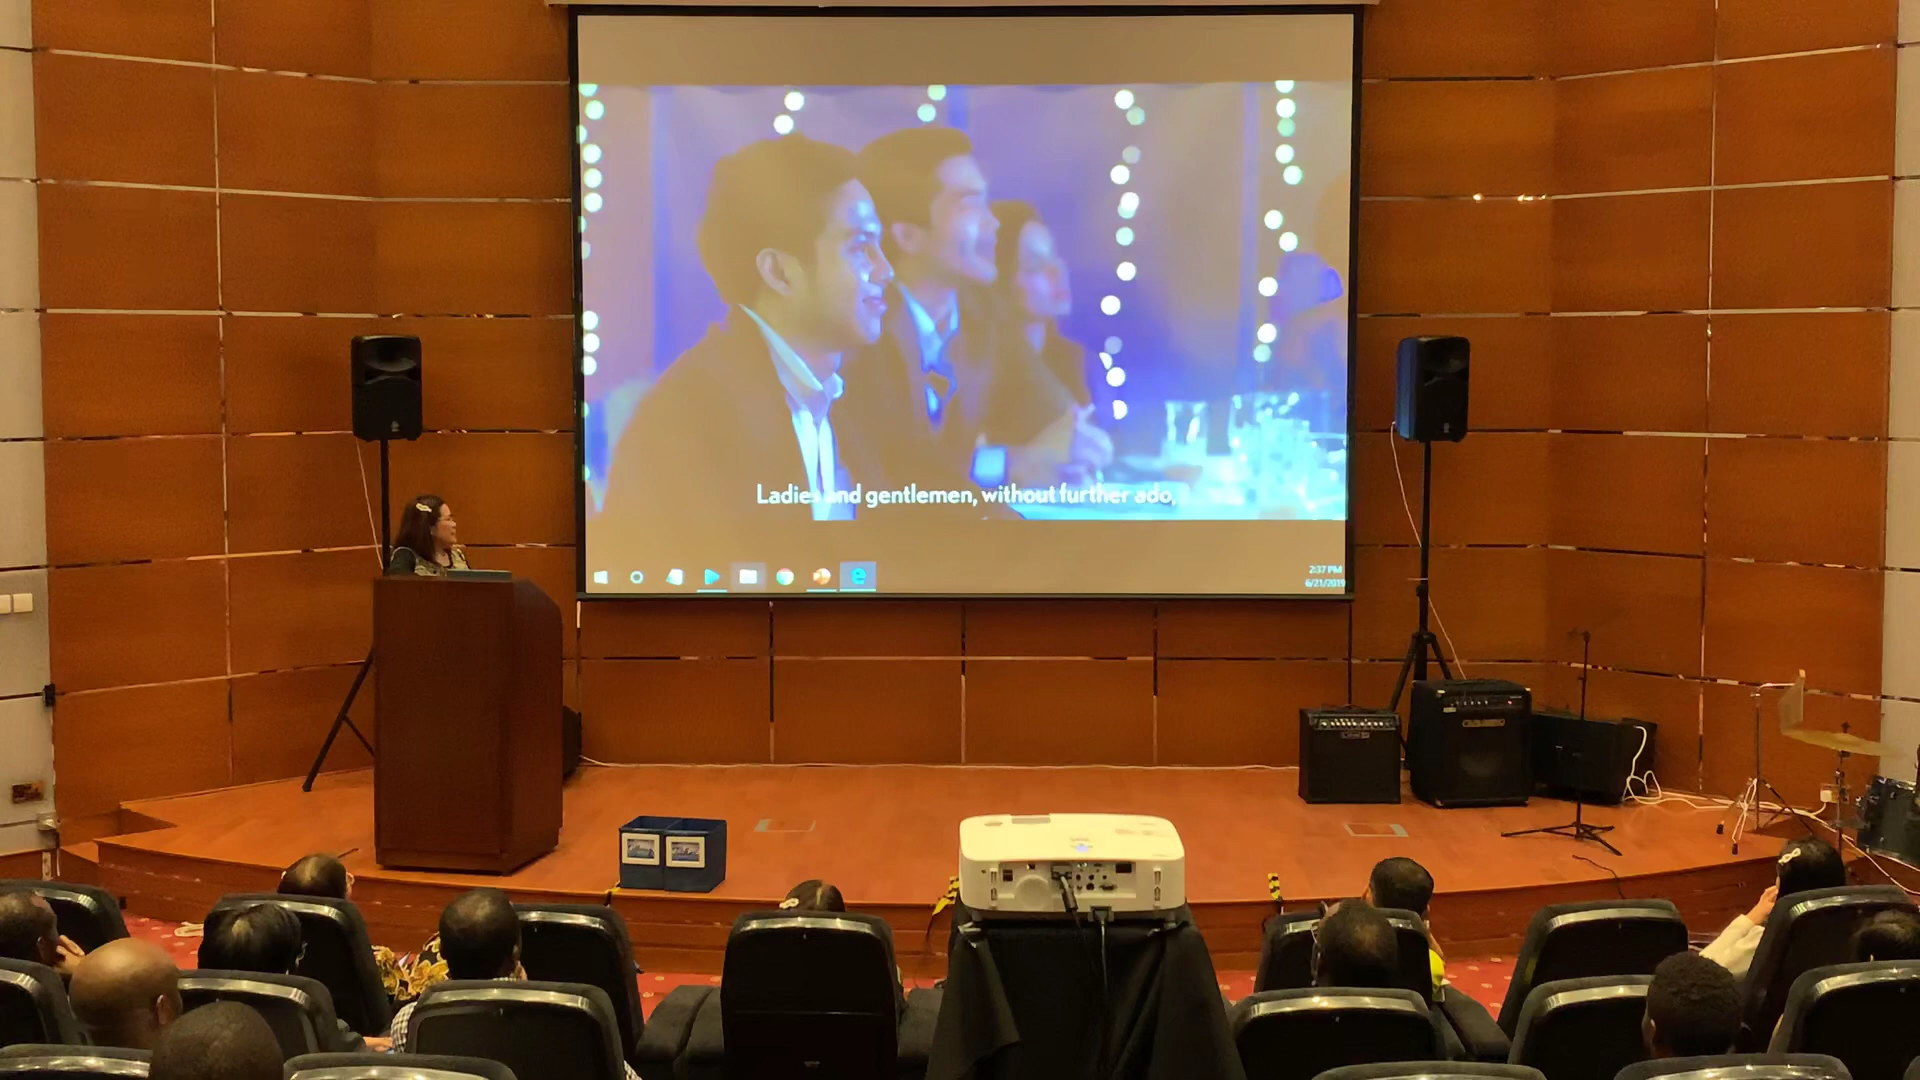 Ladies and gentlemen, without further ado,
2:37 PM
6/21/2019